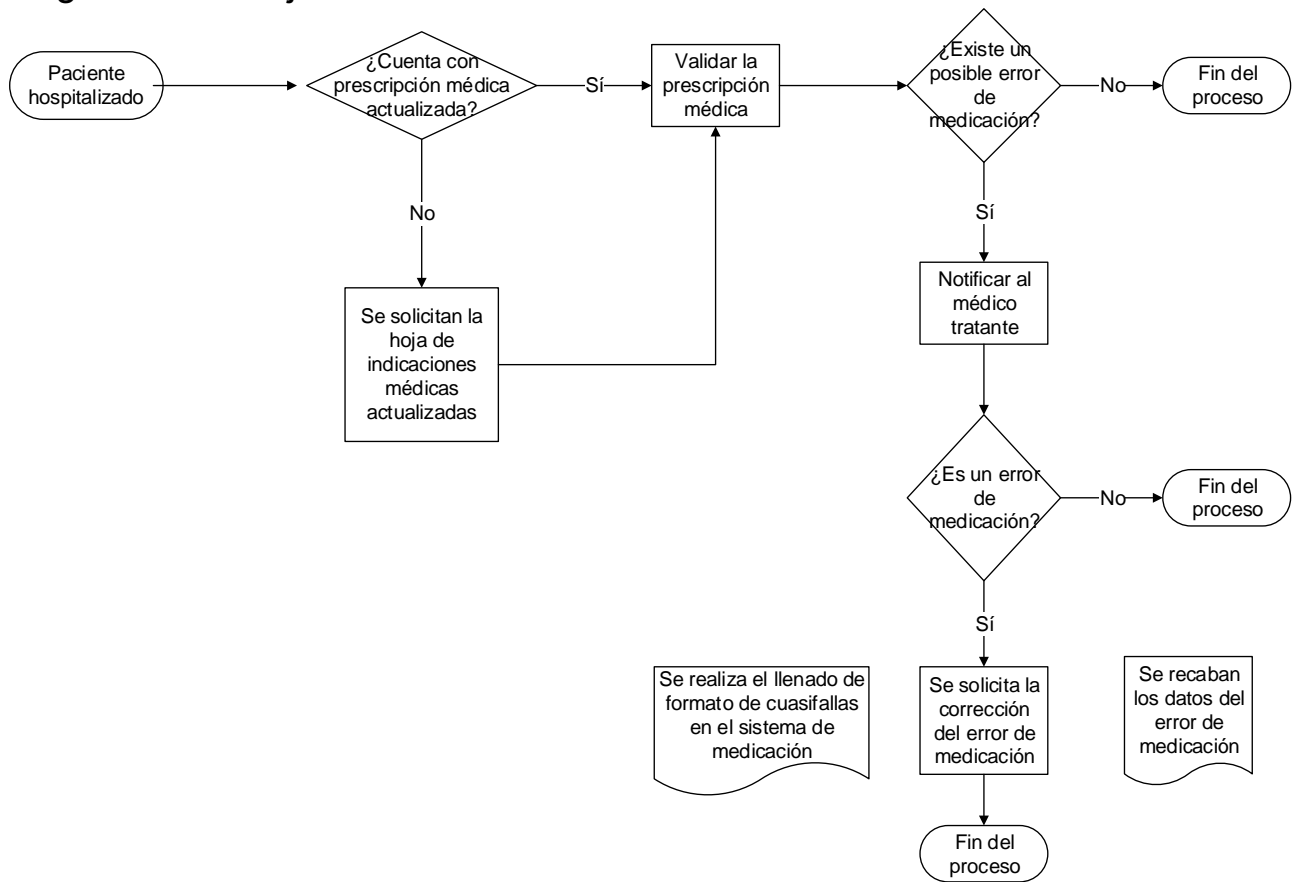 Paciente
hospitalizado
¿Cuenta con
prescripción médica
actualizada?
Sí
Validar la
prescripción
médica
¿Existe un
posible error
de
medicación?
No
Fin del
proceso
No
Sí
Se solicitan la
hoja de
indicaciones
médicas
actualizadas
Notificar al
médico
tratante
¿Es un error
de
medicación?
No
Fin del
proceso
Sí
Se realiza el llenado de
formato de cuasifallas
en el sistema de
medicación
Se solicita la
corrección
del error de
medicación
Se recaban
los datos del
error de
medicación
Fin del
proceso